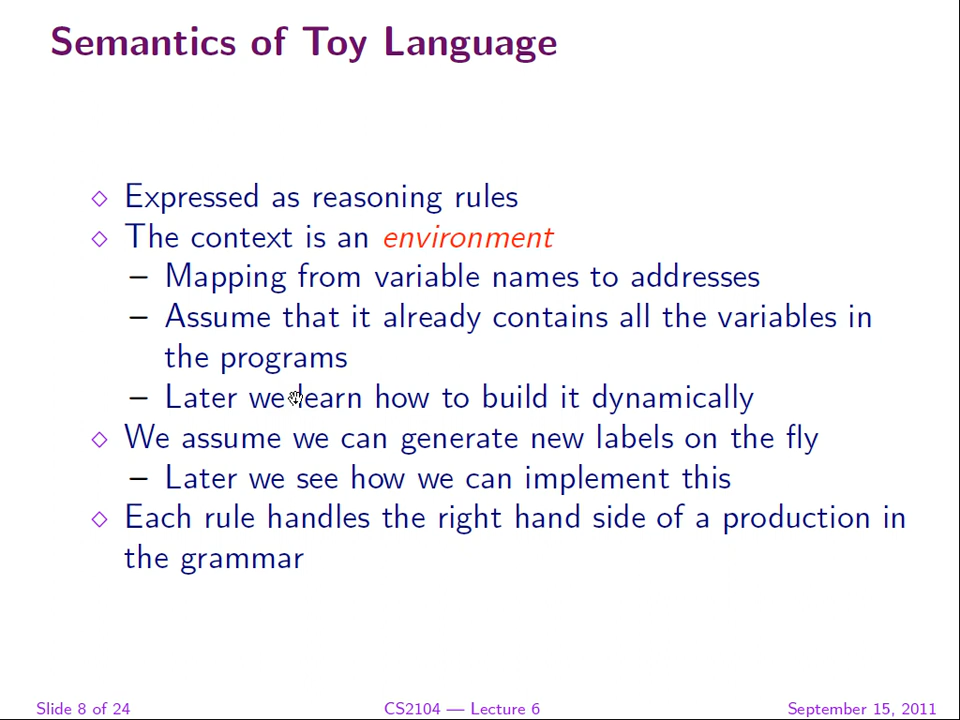 Semantics of Toy Language
◇ Expressed as reasoning rules
◇ The context is an environment
– Mapping from variable names to addresses
– Assume that it already contains all the variables in
the programs
– Later we learn how to build it dynamically
◇ We assume we can generate new labels on the fly
– Later we see how we can implement this
◇ Each rule handles the right hand side of a production in
the grammar
Slide 8 of 24 CS2104 — Lecture 6 September 15, 2011